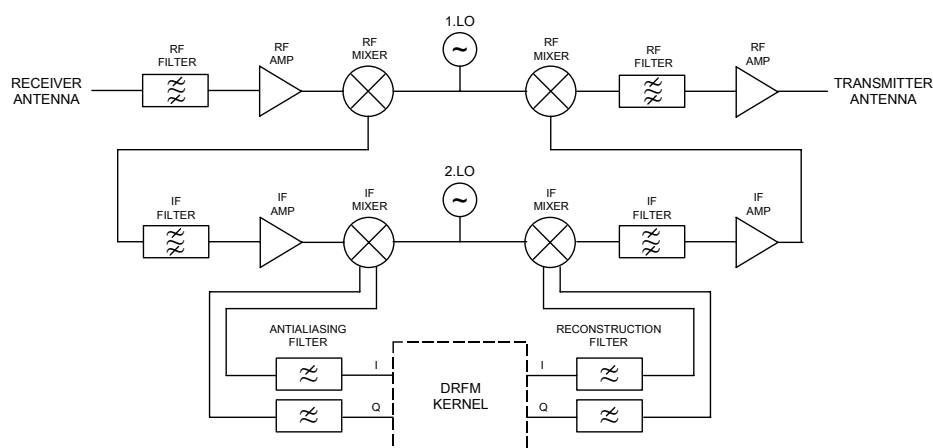 1.LO
RF
FILTER
RF
AMP
RF
MIXER
RF
MIXER
RF
FILTER
RF
AMP
RECEIVER
ANTENNA
TRANSMITTER
ANTENNA
2.LO
IF
FILTER
IF
AMP
IF
MIXER
IF
MIXER
IF
FILTER
IF
AMP
ANTIALIASING
FILTER
RECONSTRUCTION
FILTER
I
I
DRFM
KERNEL
Q
Q